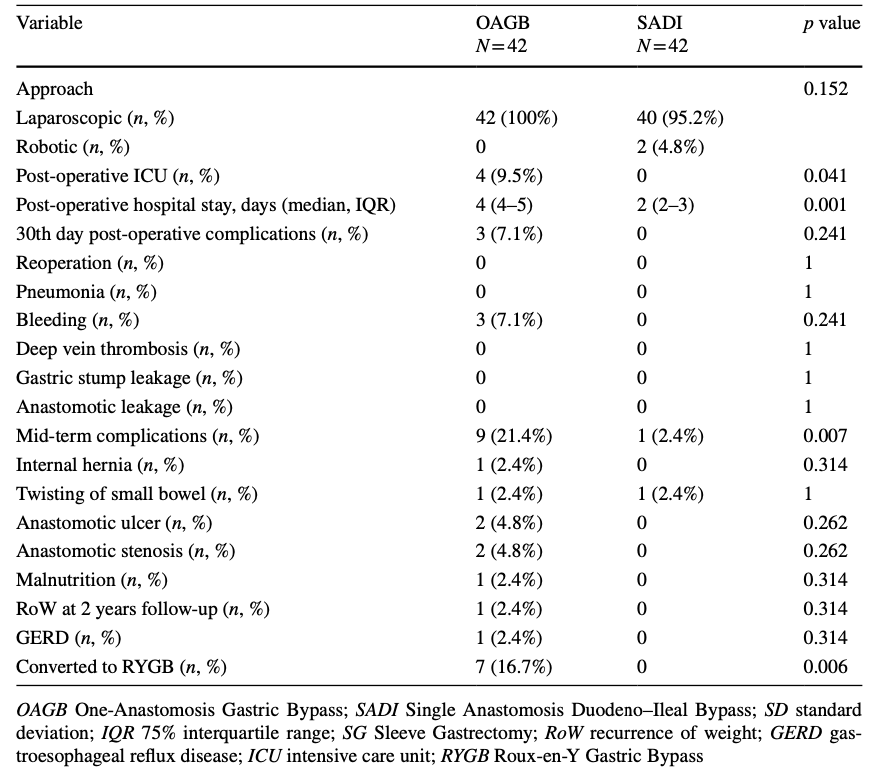 Variable OAGB SADI p value
N=42 N=42
Approach 0.152
Laparoscopic (n, %) 42 (100%) 40 (95.2%)
Robotic (n, %) 0 2 (4.8%)
Post-operative ICU (n, %) 4 (9.5%) 0 0.041
Post-operative hospital stay, days (median, IQR) 4 (4–5) 2 (2–3) 0.001
30th day post-operative complications (n, %) 3 (7.1%) 0 0.241
Reoperation (n, %) 0 0 1
Pneumonia (n, %) 0 0 1
Bleeding (n, %) 3 (7.1%) 0 0.241
Deep vein thrombosis (n, %) 0 0 1
Gastric stump leakage (n, %) 0 0 1
Anastomotic leakage (n, %) 0 0 1
Mid-term complications (n, %) 9 (21.4%) 1 (2.4%) 0.007
Internal hernia (n, %) 1 (2.4%) 0 0.314
Twisting of small bowel (n, %) 1 (2.4%) 1 (2.4%) 1
Anastomotic ulcer (n, %) 2 (4.8%) 0 0.262
Anastomotic stenosis (n, %) 2 (4.8%) 0 0.262
Malnutrition (n, %) 1 (2.4%) 0 0.314
RoW at 2 years follow-up (n, %) 1 (2.4%) 0 0.314
GERD (n, %) 1 (2.4%) 0 0.314
Converted to RYGB (n, %) 7 (16.7%) 0 0.006
OAGB One-Anastomosis Gastric Bypass; SADI Single Anastomosis Duodeno–Ileal Bypass; SD standard
deviation; IQR 75% interquartile range; SG Sleeve Gastrectomy; RoW recurrence of weight; GERD gas-
troesophageal reflux disease; ICU intensive care unit; RYGB Roux-en-Y Gastric Bypass